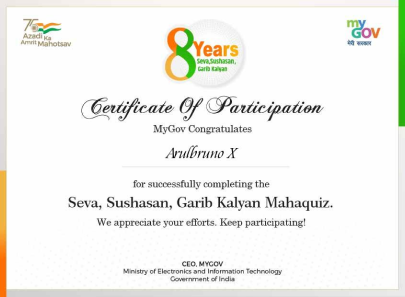 75
Azadi Ka
Amrit Mahotsav
8 Years
Seva, Sushasan,
Garib Kalyan
my
GOV
मेरी सरकार
Certificate Of Participation
MyGov Congratulates
Arulbruno X
for successfully completing the
Seva, Sushasan, Garib Kalyan Mahaquiz.
We appreciate your efforts. Keep participating!
CEO, MYGOV
Ministry of Electronics and Information Technology
Government of India